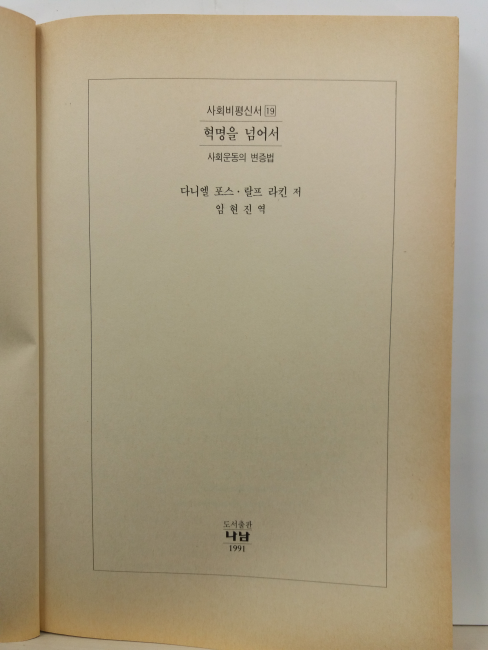 사회비평신서 19
혁명을 넘어서
사회운동의 변증법
다니엘 포스 · 랄프 라킨 저
임 현 진 역
도서출판
나남
1991